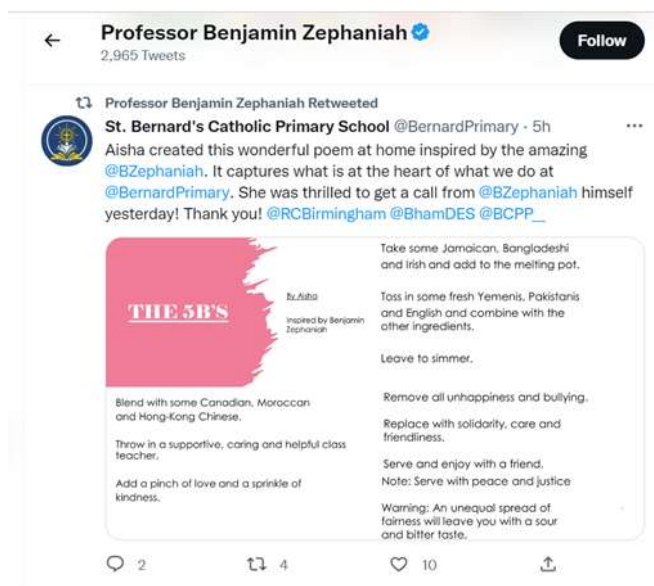 Professor Benjamin Zephaniah
2,965 Tweets
Follow
Professor Benjamin Zephaniah Retweeted
St. Bernard's Catholic Primary School @BernardPrimary · 5h
Aisha created this wonderful poem at home inspired by the amazing
@BZephaniah. It captures what is at the heart of what we do at
@BernardPrimary. She was thrilled to get a call from @BZephaniah himself
yesterday! Thank you! @RCBirmingham @BhamDES @BCPP__
THE 5B'S
By Aisha
Inspired by Benjamin
Zephaniah
Take some Jamaican, Bangladeshi
and Irish and add to the melting pot.
Toss in some fresh Yemenis, Pakistanis
and English and combine with the
other ingredients.
Leave to simmer.
Blend with some Canadian, Moroccan
and Hong-Kong Chinese.
Throw in a supportive, caring and helpful class
teacher.
Add a pinch of love and a sprinkle of
kindness.
Remove all unhappiness and bullying.
Replace with solidarity, care and
friendliness.
Serve and enjoy with a friend.
Note: Serve with peace and justice
Warning: An unequal spread of
fairness will leave you with a sour
and bitter taste.
2
4
10